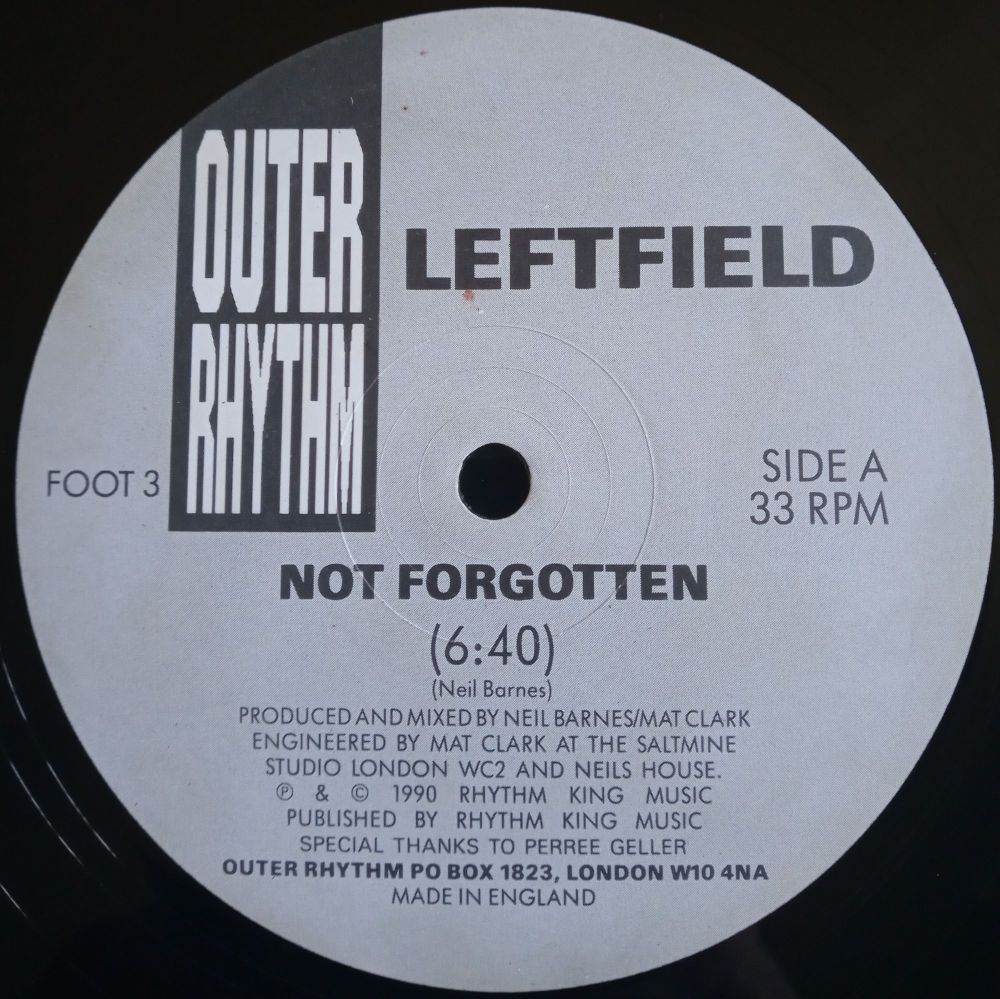 OUTER
RHYTHM
LEFTFIELD
FOOT 3
SIDE A
33 RPM
NOT FORGOTTEN
(6:40)
(Neil Barnes)
PRODUCED AND MIXED BY NEIL BARNES/MAT CLARK
ENGINEERED BY MAT CLARK AT THE SALTMINE
STUDIO LONDON WC2 AND NEILS HOUSE.
℗ & © 1990 RHYTHM KING MUSIC
PUBLISHED BY RHYTHM KING MUSIC
SPECIAL THANKS TO PERREE GELLER
OUTER RHYTHM PO BOX 1823, LONDON W10 4NA
MADE IN ENGLAND